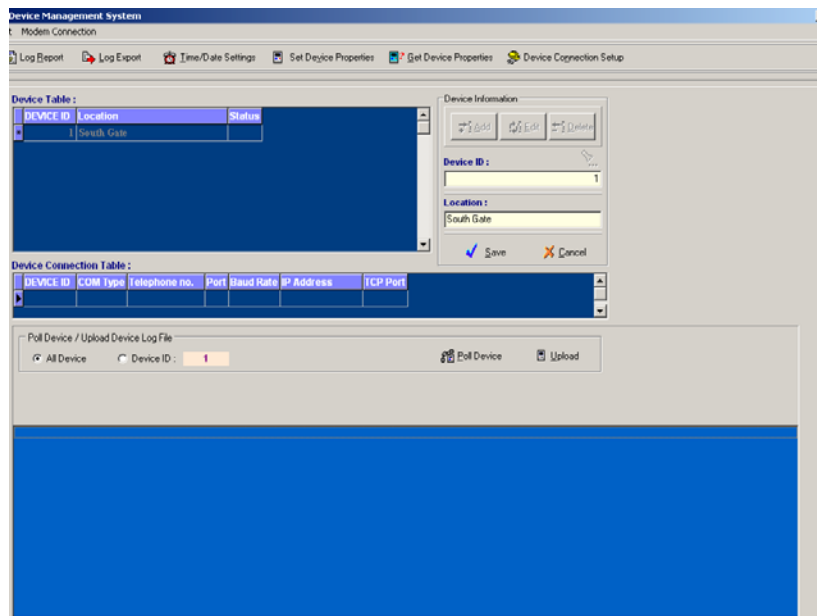 Device Management System
t Modem Connection
Log Report Log Export Time/Date Settings Set Device Properties Get Device Properties Device Connection Setup
Device Table :
DEVICE ID Location Status
1 South Gate
Device Information
Add Edit Delete
Device ID :
1
Location :
South Gate
Save Cancel
Device Connection Table :
DEVICE ID COM Type Telephone no. Port Baud Rate IP Address TCP Port
Poll Device / Upload Device Log File
All Device Device ID : 1 Poll Device Upload